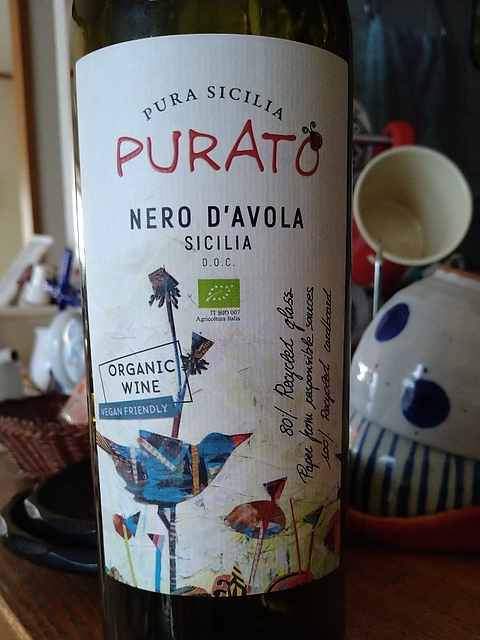 PURA SICILIA
PURATO
NERO D'AVOLA
SICILIA
D.O.C.
IT BIO 007
Agricoltura Italia
ORGANIC
WINE
VEGAN FRIENDLY
80% Recycled glass
Paper from responsible sources
100% Recycled cardboard